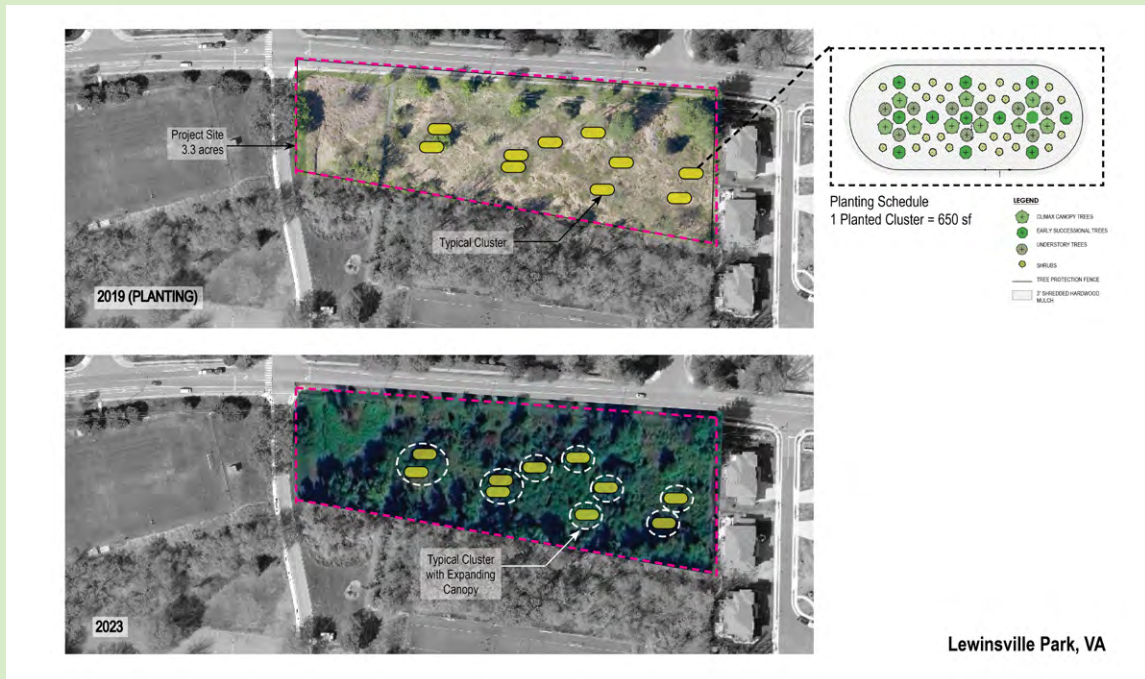 Project Site
3.3 acres
Typical Cluster
2019 (PLANTING)
Planting Schedule
1 Planted Cluster = 650 sf
LEGEND
CLIMAX CANOPY TREES
EARLY SUCCESSIONAL TREES
UNDERSTORY TREES
SHRUBS
TREE PROTECTION FENCE
3" SHREDDED HARDWOOD
MULCH
Typical Cluster
with Expanding
Canopy
2023
Lewinsville Park, VA